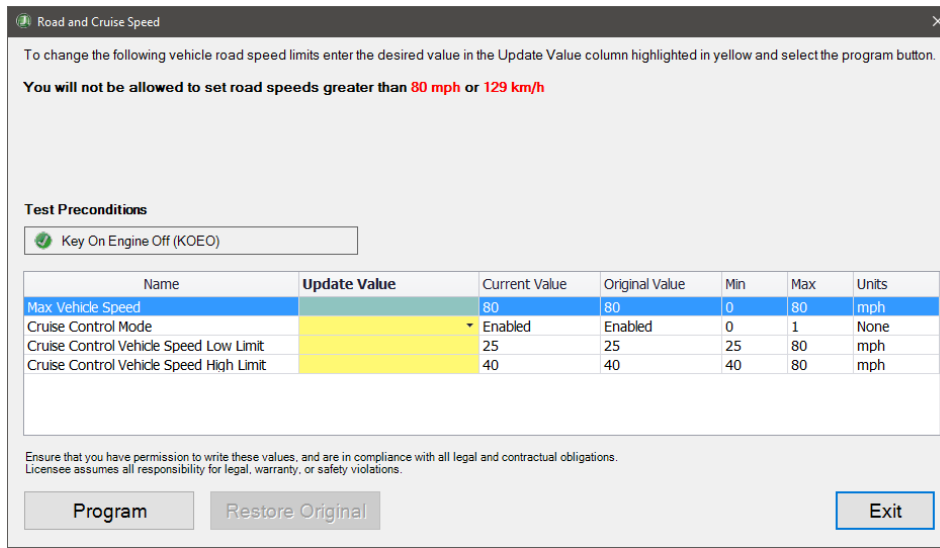 Road and Cruise Speed
To change the following vehicle road speed limits enter the desired value in the Update Value column highlighted in yellow and select the program button.
You will not be allowed to set road speeds greater than 80 mph or 129 km/h
Test Preconditions
Key On Engine Off (KOEO)
Name Update Value Current Value Original Value Min Max Units
Max Vehicle Speed 80 80 0 80 mph
Cruise Control Mode Enabled Enabled 0 1 None
Cruise Control Vehicle Speed Low Limit 25 25 25 80 mph
Cruise Control Vehicle Speed High Limit 40 40 40 80 mph
Ensure that you have permission to write these values, and are in compliance with all legal and contractual obligations.
Licensee assumes all responsibility for legal, warranty, or safety violations.
Program Restore Original Exit